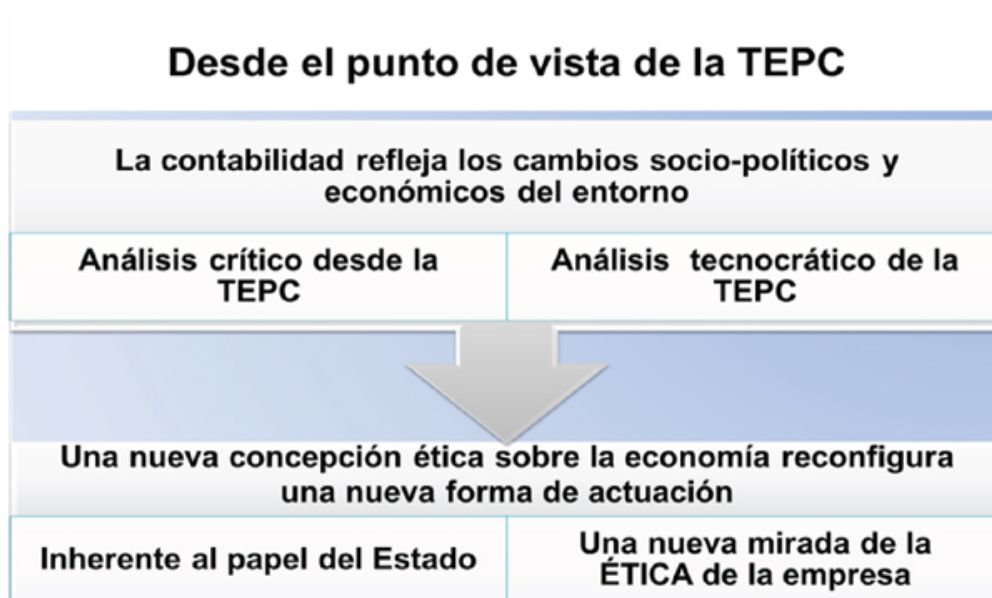 Desde el punto de vista de la TEPC
La contabilidad refleja los cambios socio-políticos y
económicos del entorno
Análisis crítico desde la
TEPC
Análisis tecnocrático de la
TEPC
Una nueva concepción ética sobre la economía reconfigura
una nueva forma de actuación
Inherente al papel del Estado
Una nueva mirada de la
ÉTICA de la empresa